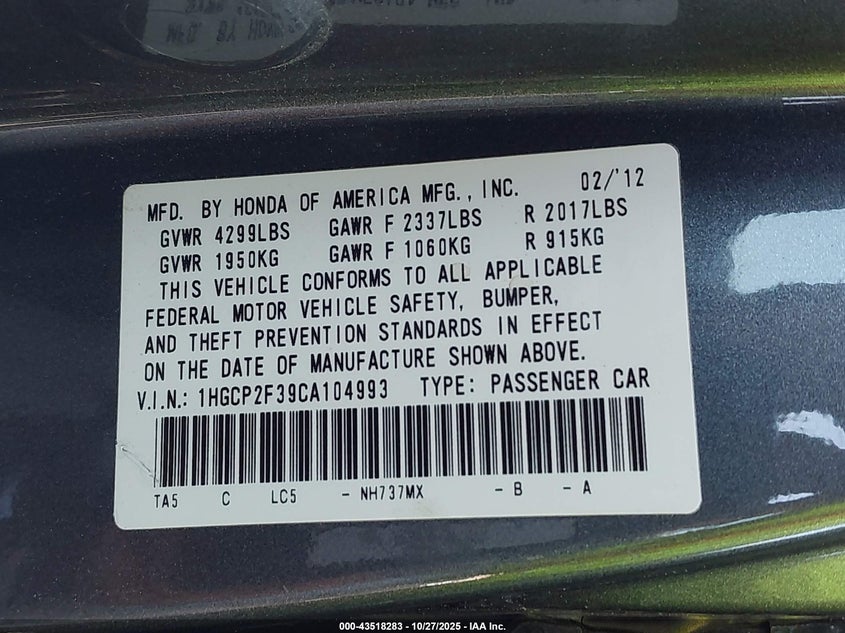 MFD. BY HONDA OF AMERICA MFG., INC. 02/'12
GVWR 4299LBS GAWR F 2337LBS R 2017LBS
GVWR 1950KG GAWR F 1060KG R 915KG
THIS VEHICLE CONFORMS TO ALL APPLICABLE
FEDERAL MOTOR VEHICLE SAFETY, BUMPER,
AND THEFT PREVENTION STANDARDS IN EFFECT
ON THE DATE OF MANUFACTURE SHOWN ABOVE.
V.I.N.: 1HGCP2F39CA104993 TYPE: PASSENGER CAR
TA5 C LC5 - NH737MX - B - A
000-43518283 - 10/27/2025 - IAA Inc.